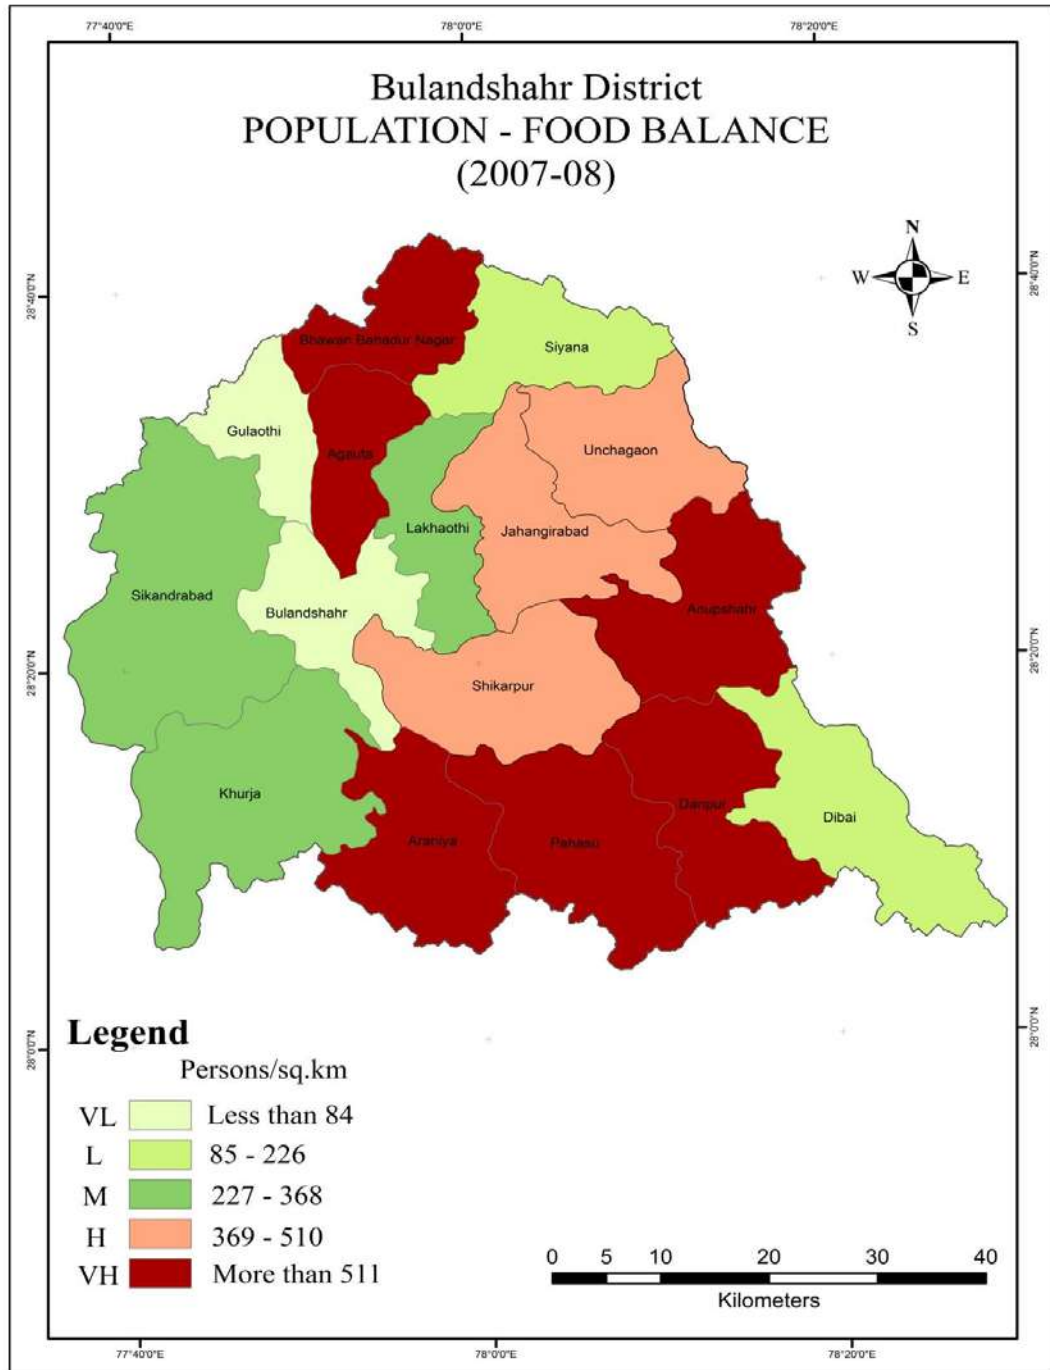 77°40'0"E 78°0'0"E 78°20'0"E
Bulandshahr District
POPULATION - FOOD BALANCE
(2007-08)
N
W E
S
28°40'0"N 28°40'0"N
Bhawan Bahadur Nagar
Siyana
Gulaothi
Agauta
Unchagaon
Lakhaothi
Jahangirabad
Sikandrabad
Bulandshahr
Anupshahr
28°20'0"N 28°20'0"N
Shikarpur
Khurja
Araniya
Pahasu
Danpur
Dibai
28°0'0"N 28°0'0"N
Legend
Persons/sq.km
VL Less than 84
L 85 - 226
M 227 - 368
H 369 - 510
VH More than 511
0 5 10 20 30 40
Kilometers
77°40'0"E 78°0'0"E 78°20'0"E